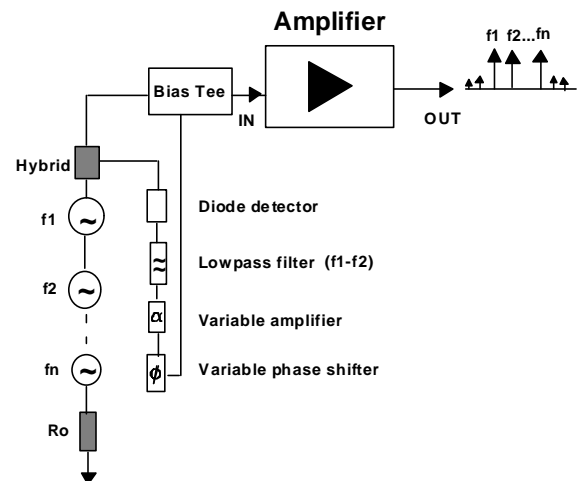 Amplifier
f1 f2...fn
Bias Tee
IN
OUT
Hybrid
f1
~
Diode detector
Lowpass filter (f1-f2)
≈
f2
~
α
Variable amplifier
fn
~
ϕ
Variable phase shifter
Ro